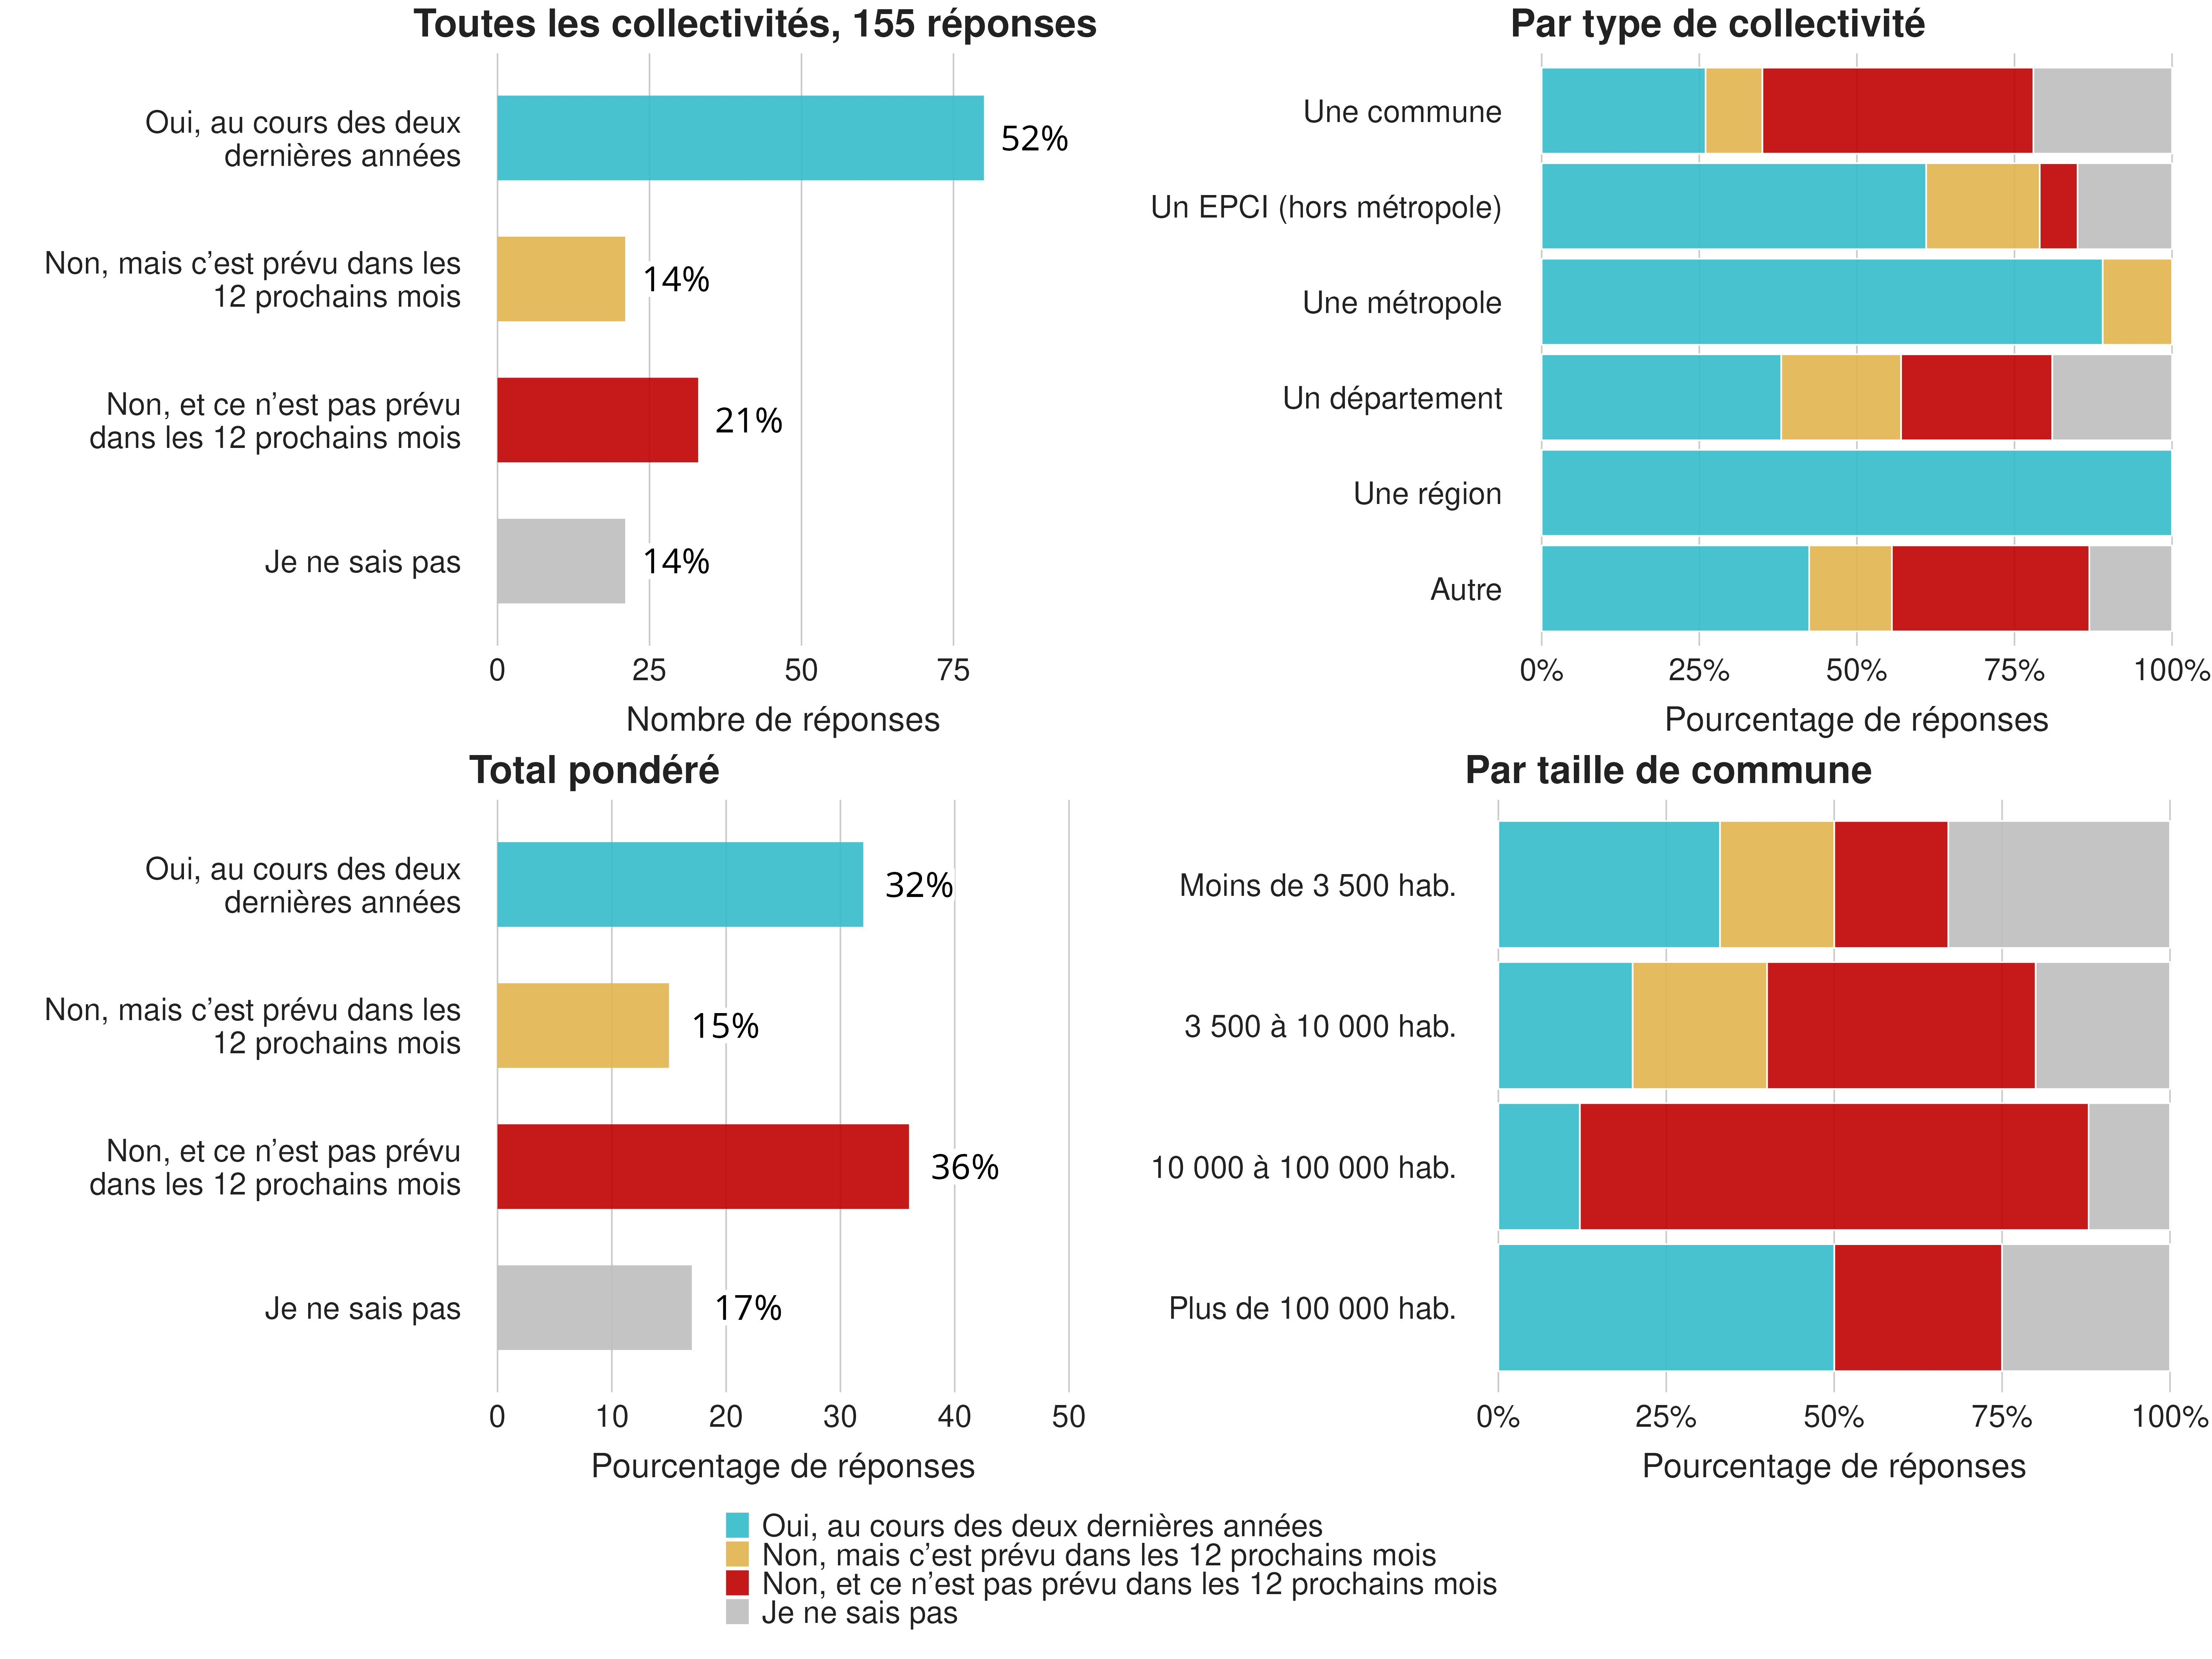 Toutes les collectivités, 155 réponses
Oui, au cours des deux
dernières années
52%
Non, mais c’est prévu dans les
12 prochains mois
14%
Non, et ce n’est pas prévu
dans les 12 prochains mois
21%
Je ne sais pas
14%
0 25 50 75
Nombre de réponses
Par type de collectivité
Une commune
Un EPCI (hors métropole)
Une métropole
Un département
Une région
Autre
0% 25% 50% 75% 100%
Pourcentage de réponses
Total pondéré
Oui, au cours des deux
dernières années
32%
Non, mais c’est prévu dans les
12 prochains mois
15%
Non, et ce n’est pas prévu
dans les 12 prochains mois
36%
Je ne sais pas
17%
0 10 20 30 40 50
Pourcentage de réponses
Par taille de commune
Moins de 3 500 hab.
3 500 à 10 000 hab.
10 000 à 100 000 hab.
Plus de 100 000 hab.
0% 25% 50% 75% 100%
Pourcentage de réponses
Oui, au cours des deux dernières années
Non, mais c’est prévu dans les 12 prochains mois
Non, et ce n’est pas prévu dans les 12 prochains mois
Je ne sais pas